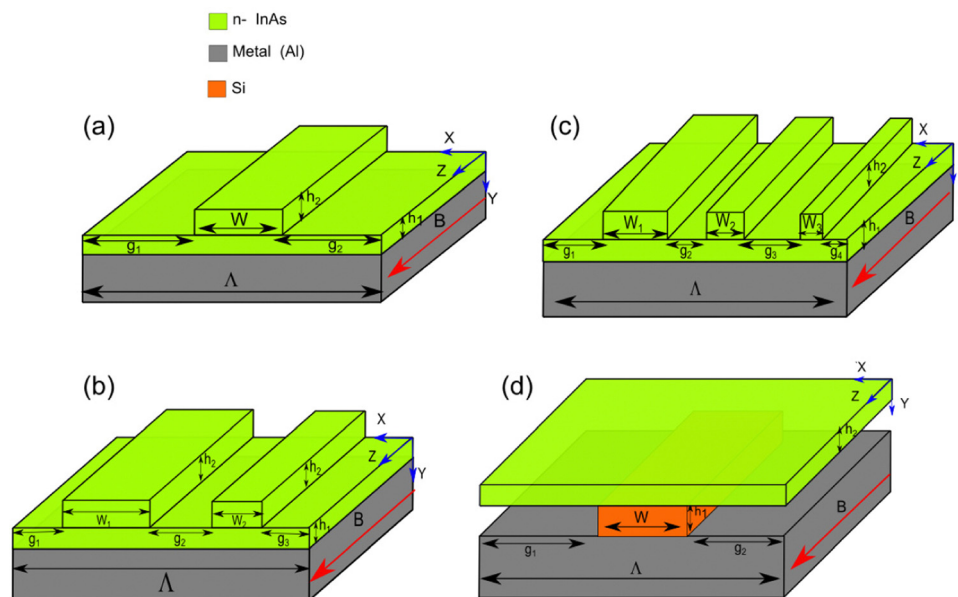 n- InAs
Metal (Al)
Si
(a)
X
Z
Y
h₂
W
h₁
B
g₁
g₂
Λ
(c)
X
Z
h₂
B
W₁
W₂
W₃
h₁
g₁
g₂
g₃
g₄
Λ
(b)
X
Z
Y
h₂
h₂
W₁
W₂
B
h₁
g₁
g₂
g₃
Λ
(d)
X
Z
Y
h₂
W
h₁
B
g₁
g₂
Λ